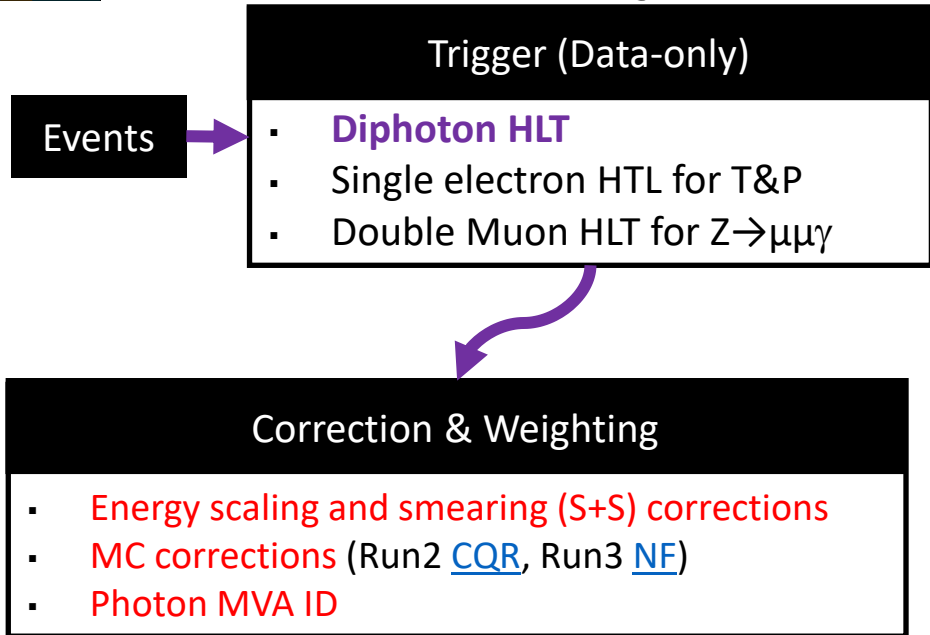 Trigger (Data-only)
Events
▪ Diphoton HLT
▪ Single electron HTL for T&P
▪ Double Muon HLT for Z→μμγ
Correction & Weighting
▪ Energy scaling and smearing (S+S) corrections
▪ MC corrections (Run2 CQR, Run3 NF)
▪ Photon MVA ID